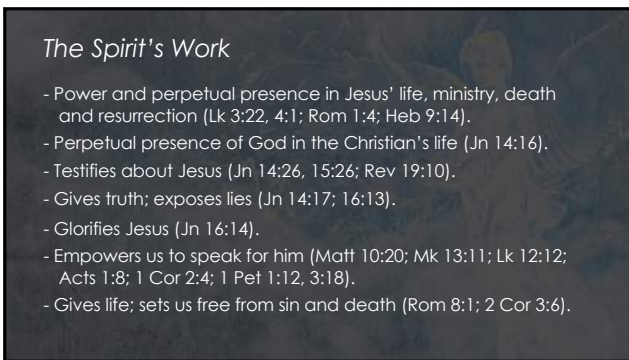 The Spirit's Work
- Power and perpetual presence in Jesus' life, ministry, death
and resurrection (Lk 3:22, 4:1; Rom 1:4; Heb 9:14).
- Perpetual presence of God in the Christian's life (Jn 14:16).
- Testifies about Jesus (Jn 14:26, 15:26; Rev 19:10).
- Gives truth; exposes lies (Jn 14:17; 16:13).
- Glorifies Jesus (Jn 16:14).
- Empowers us to speak for him (Matt 10:20; Mk 13:11; Lk 12:12;
Acts 1:8; 1 Cor 2:4; 1 Pet 1:12, 3:18).
- Gives life; sets us free from sin and death (Rom 8:1; 2 Cor 3:6).